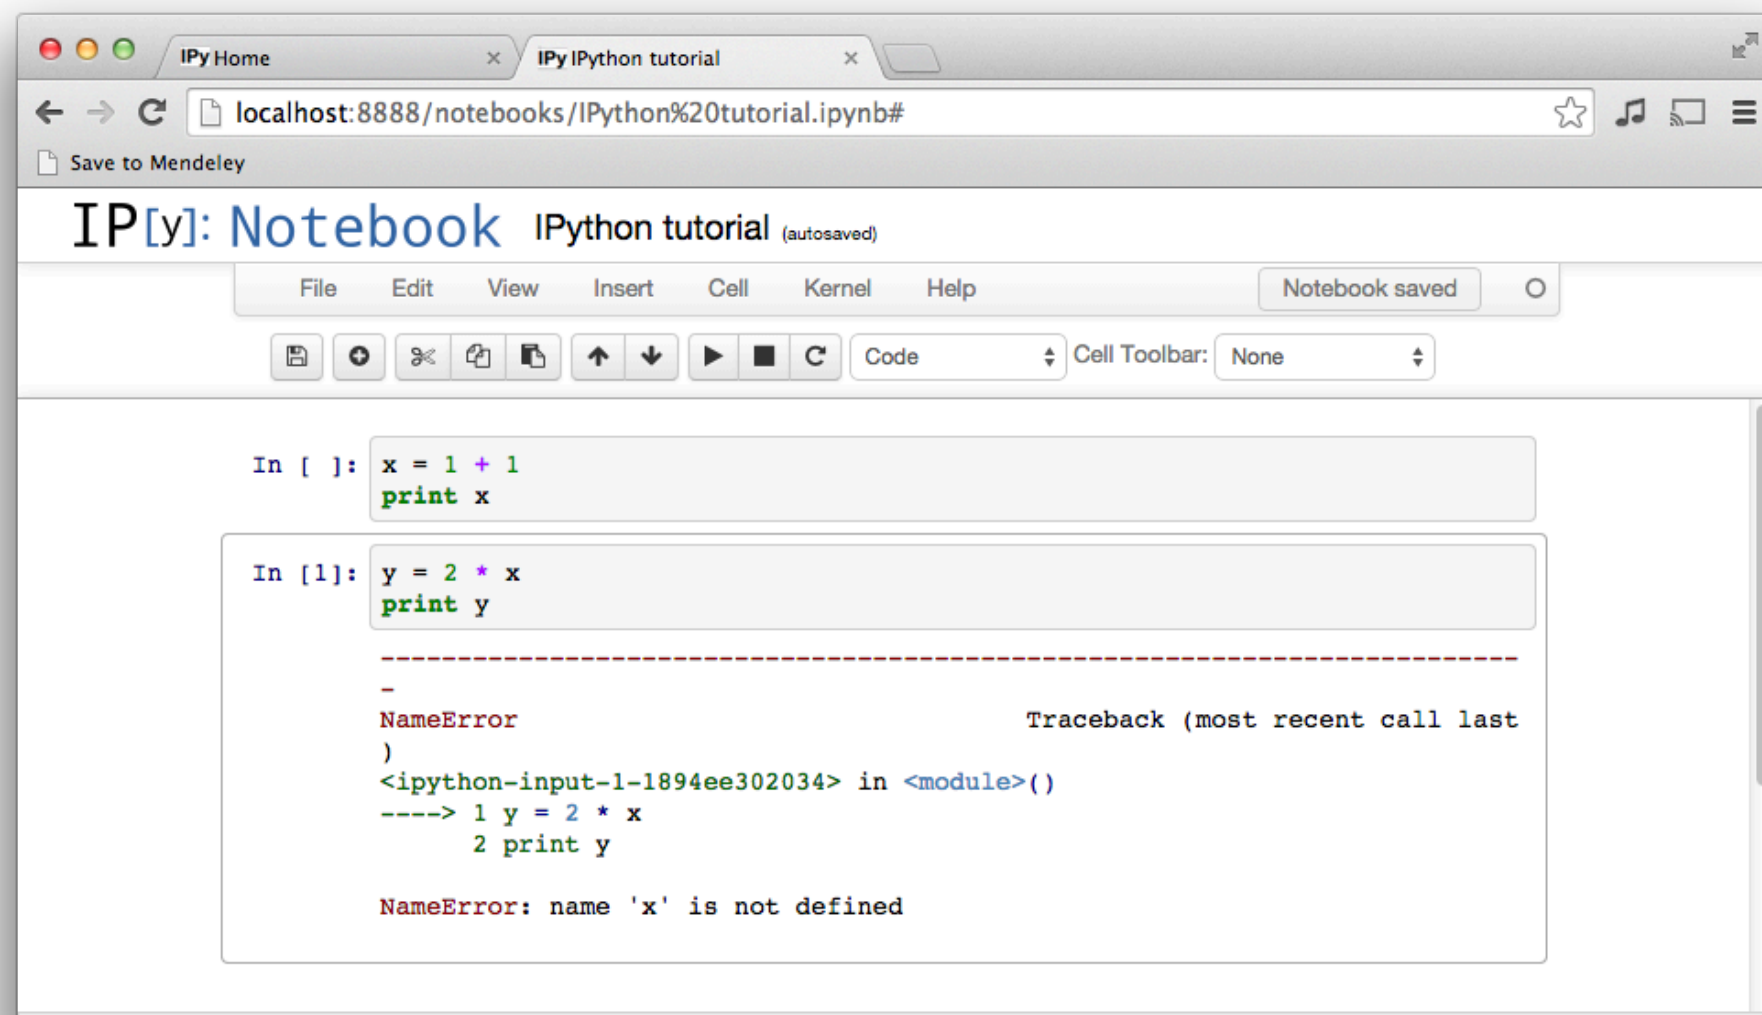 IPy Home
IPy IPython tutorial
localhost:8888/notebooks/IPython%20tutorial.ipynb#
Save to Mendeley
IP[y]: Notebook IPython tutorial (autosaved)
File Edit View Insert Cell Kernel Help Notebook saved
Code Cell Toolbar: None
In [ ]: x = 1 + 1
print x
In [1]: y = 2 * x
print y
---------------------------------------------------------------------------
-
NameError Traceback (most recent call last
)
<ipython-input-1-1894ee302034> in <module>()
----> 1 y = 2 * x
2 print y
NameError: name 'x' is not defined